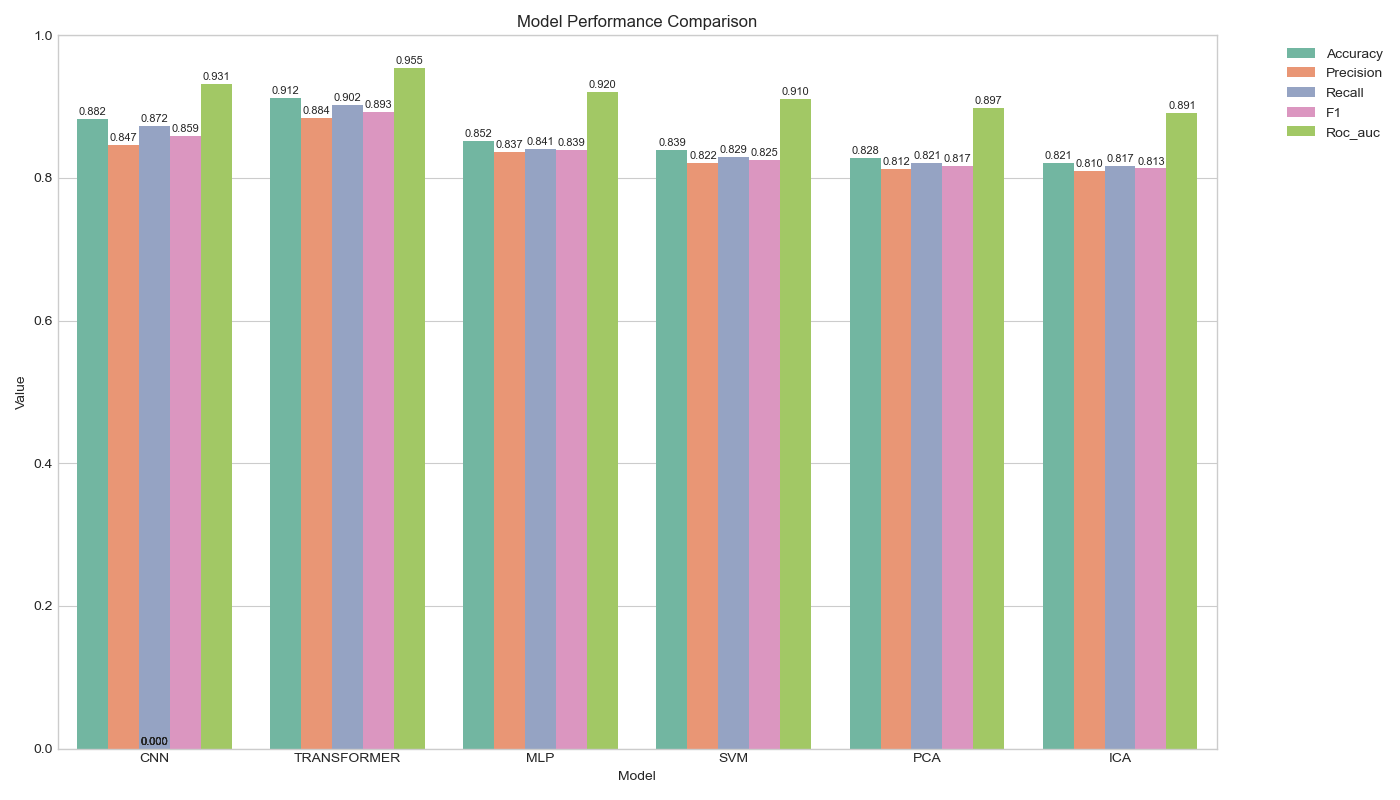 Model Performance Comparison
Value
1.0
0.8
0.6
0.4
0.2
0.0
0.882
0.847
0.872
0.859
0.931
0.912
0.884
0.902
0.893
0.955
0.852
0.837
0.841
0.839
0.920
0.839
0.822
0.829
0.825
0.910
0.828
0.812
0.821
0.817
0.897
0.821
0.810
0.817
0.813
0.891
0.000
CNN
TRANSFORMER
MLP
SVM
PCA
ICA
Model
Accuracy
Precision
Recall
F1
Roc_auc